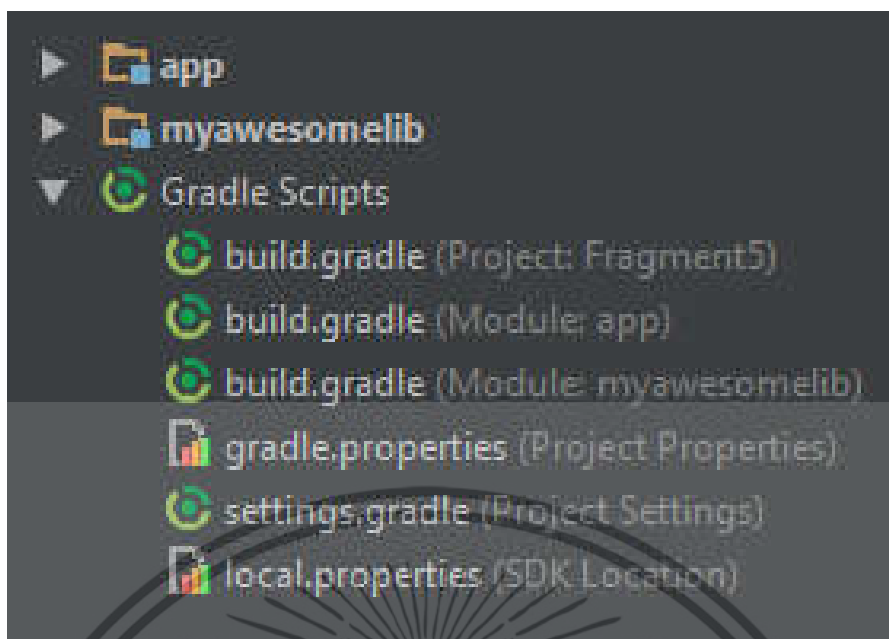 app
myawesomelib
Gradle Scripts
build.gradle (Project: Fragment5)
build.gradle (Module: app)
build.gradle (Module: myawesomelib)
gradle.properties (Project Properties)
settings.gradle (Project Settings)
local.properties (SDK Location)